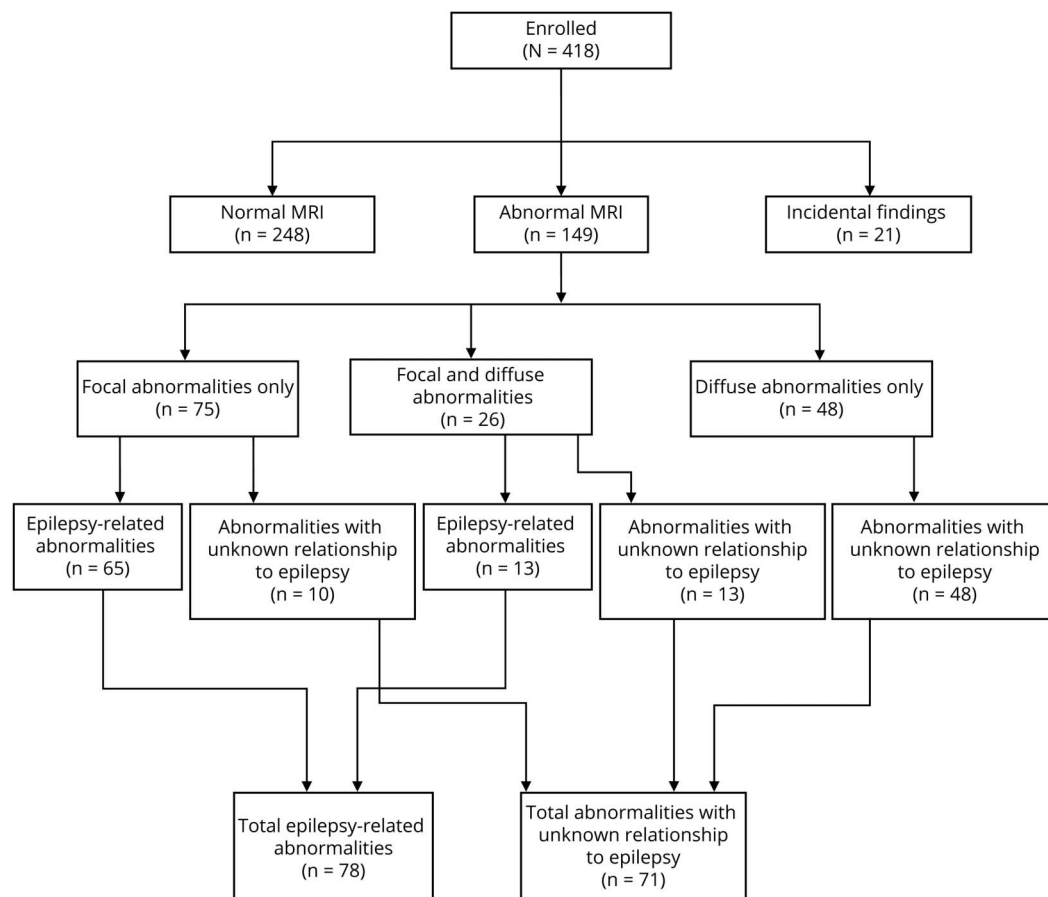 Enrolled
(N = 418)
Normal MRI
(n = 248)
Abnormal MRI
(n = 149)
Incidental findings
(n = 21)
Focal abnormalities only
(n = 75)
Focal and diffuse
abnormalities
(n = 26)
Diffuse abnormalities only
(n = 48)
Epilepsy-related
abnormalities
(n = 65)
Abnormalities with
unknown relationship
to epilepsy
(n = 10)
Epilepsy-related
abnormalities
(n = 13)
Abnormalities with
unknown relationship
to epilepsy
(n = 13)
Abnormalities with
unknown relationship
to epilepsy
(n = 48)
Total epilepsy-related
abnormalities
(n = 78)
Total abnormalities with
unknown relationship
to epilepsy
(n = 71)